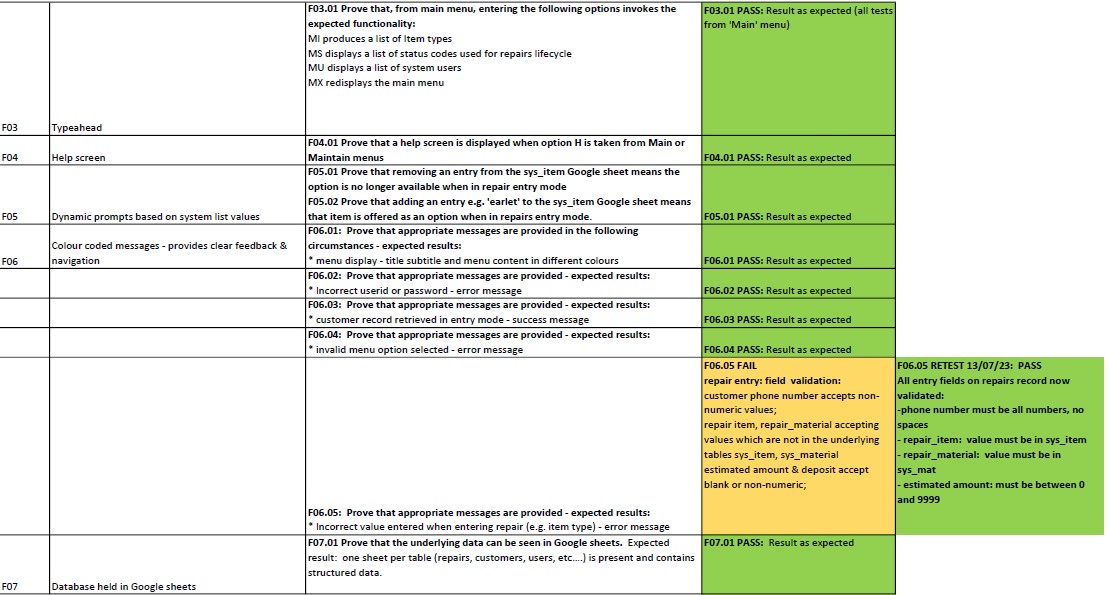 F03.01 Prove that, from main menu, entering the following options invokes the
expected functionality:
MI produces a list of Item types
MS displays a list of status codes used for repairs lifecycle
MU displays a list of system users
MX redisplays the main menu
F03.01 PASS: Result as expected (all tests
from 'Main' menu)
F03
Typeahead
F04.01 Prove that a help screen is displayed when option H is taken from Main or
Maintain menus
F04
Help screen
F04.01 PASS: Result as expected
F05.01 Prove that removing an entry from the sys_item Google sheet means the
option is no longer available when in repair entry mode
F05.02 Prove that adding an entry e.g. 'earlet' to the sys_item Google sheet means
that item is offered as an option when in repairs entry mode.
F05
Dynamic prompts based on system list values
F05.01 PASS: Result as expected
F06
Colour coded messages - provides clear feedback &
navigation
F06.01: Prove that appropriate messages are provided in the following
circumstances - expected results:
* menu display - title subtitle and menu content in different colours
F06.01 PASS: Result as expected
F06.02: Prove that appropriate messages are provided - expected results:
* Incorrect userid or password - error message
F06.02 PASS: Result as expected
F06.03: Prove that appropriate messages are provided - expected results:
* customer record retrieved in entry mode - success message
F06.03 PASS: Result as expected
F06.04: Prove that appropriate messages are provided - expected results:
* invalid menu option selected - error message
F06.04 PASS: Result as expected
F06.05: Prove that appropriate messages are provided - expected results:
* Incorrect value entered when entering repair (e.g. item type) - error message
F06.05 FAIL
repair entry: field validation:
customer phone number accepts non-
numeric values;
repair item, repair_material accepting
values which are not in the underlying
tables sys_item, sys_material
estimated amount & deposit accept
blank or non-numeric;
F06.05 RETEST 13/07/23: PASS
All entry fields on repairs record now
validated:
-phone number must be all numbers, no
spaces
- repair_item: value must be in sys_item
- repair_material: value must be in
sys_mat
- estimated amount: must be between 0
and 9999
F07.01 Prove that the underlying data can be seen in Google sheets. Expected
result: one sheet per table (repairs, customers, users, etc....) is present and contains
structured data.
F07.01 PASS: Result as expected
F07
Database held in Google sheets